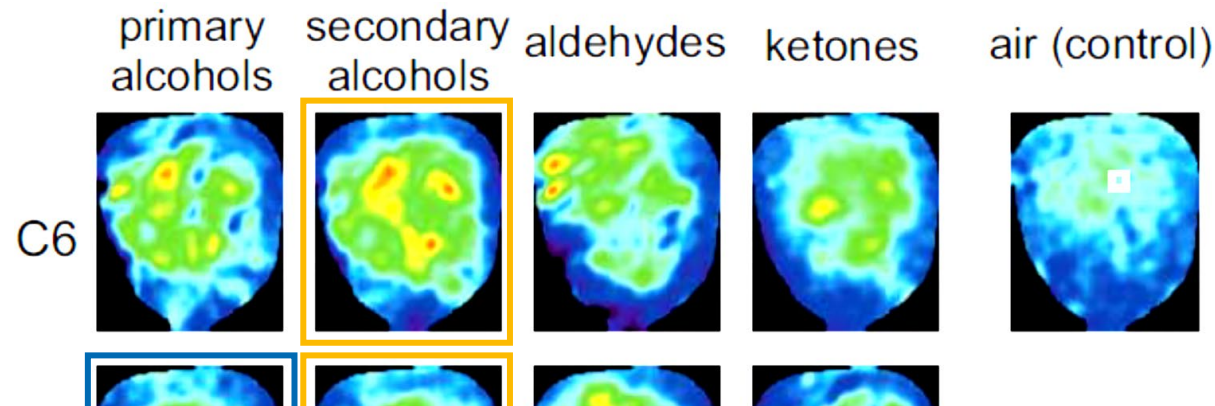 primary
alcohols
secondary
alcohols
aldehydes
ketones
air (control)
C6